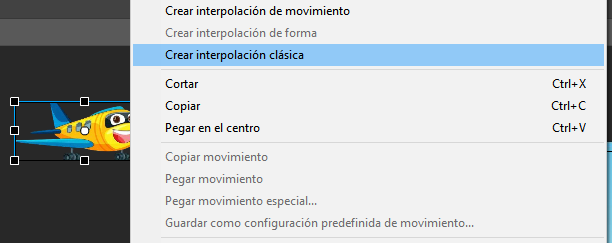 Crear interpolación de movimiento
Crear interpolación de forma
Crear interpolación clásica
Cortar Ctrl+X
Copiar Ctrl+C
Pegar en el centro Ctrl+V
Copiar movimiento
Pegar movimiento
Pegar movimiento especial...
Guardar como configuración predefinida de movimiento...